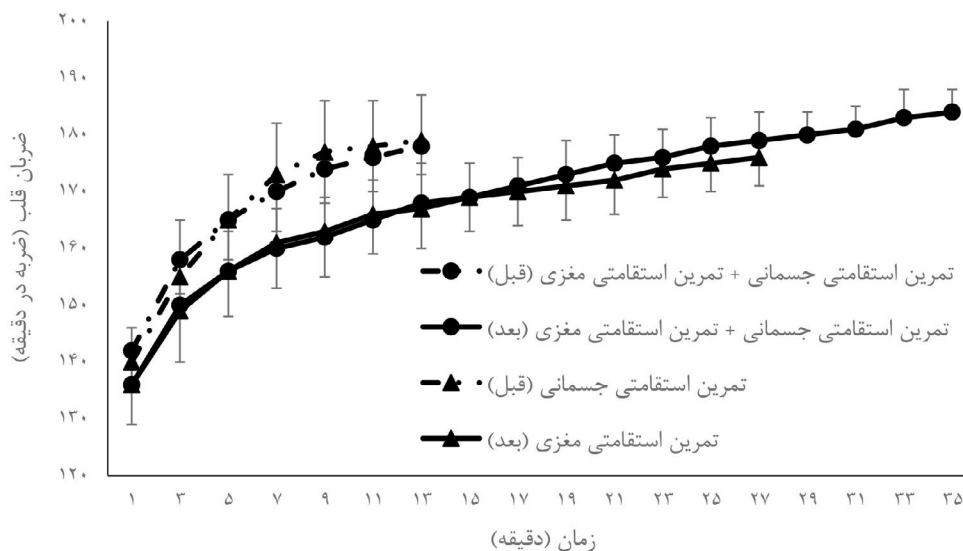 ۲۰۰
۱۹۰
۱۸۰
۱۷۰
۱۶۰
۱۵۰
۱۴۰
۱۳۰
۱۲۰
ضربان قلب (ضربه در دقیقه)
تمرین استقامتی جسمانی + تمرین استقامتی مغزی (قبل)
تمرین استقامتی جسمانی + تمرین استقامتی مغزی (بعد)
تمرین استقامتی جسمانی (قبل)
تمرین استقامتی مغزی (بعد)
۱ ۳ ۵ ۷ ۹ ۱۱ ۱۳ ۱۵ ۱۷ ۱۹ ۲۱ ۲۳ ۲۵ ۲۷ ۲۹ ۳۱ ۳۳ ۳۵
زمان (دقیقه)